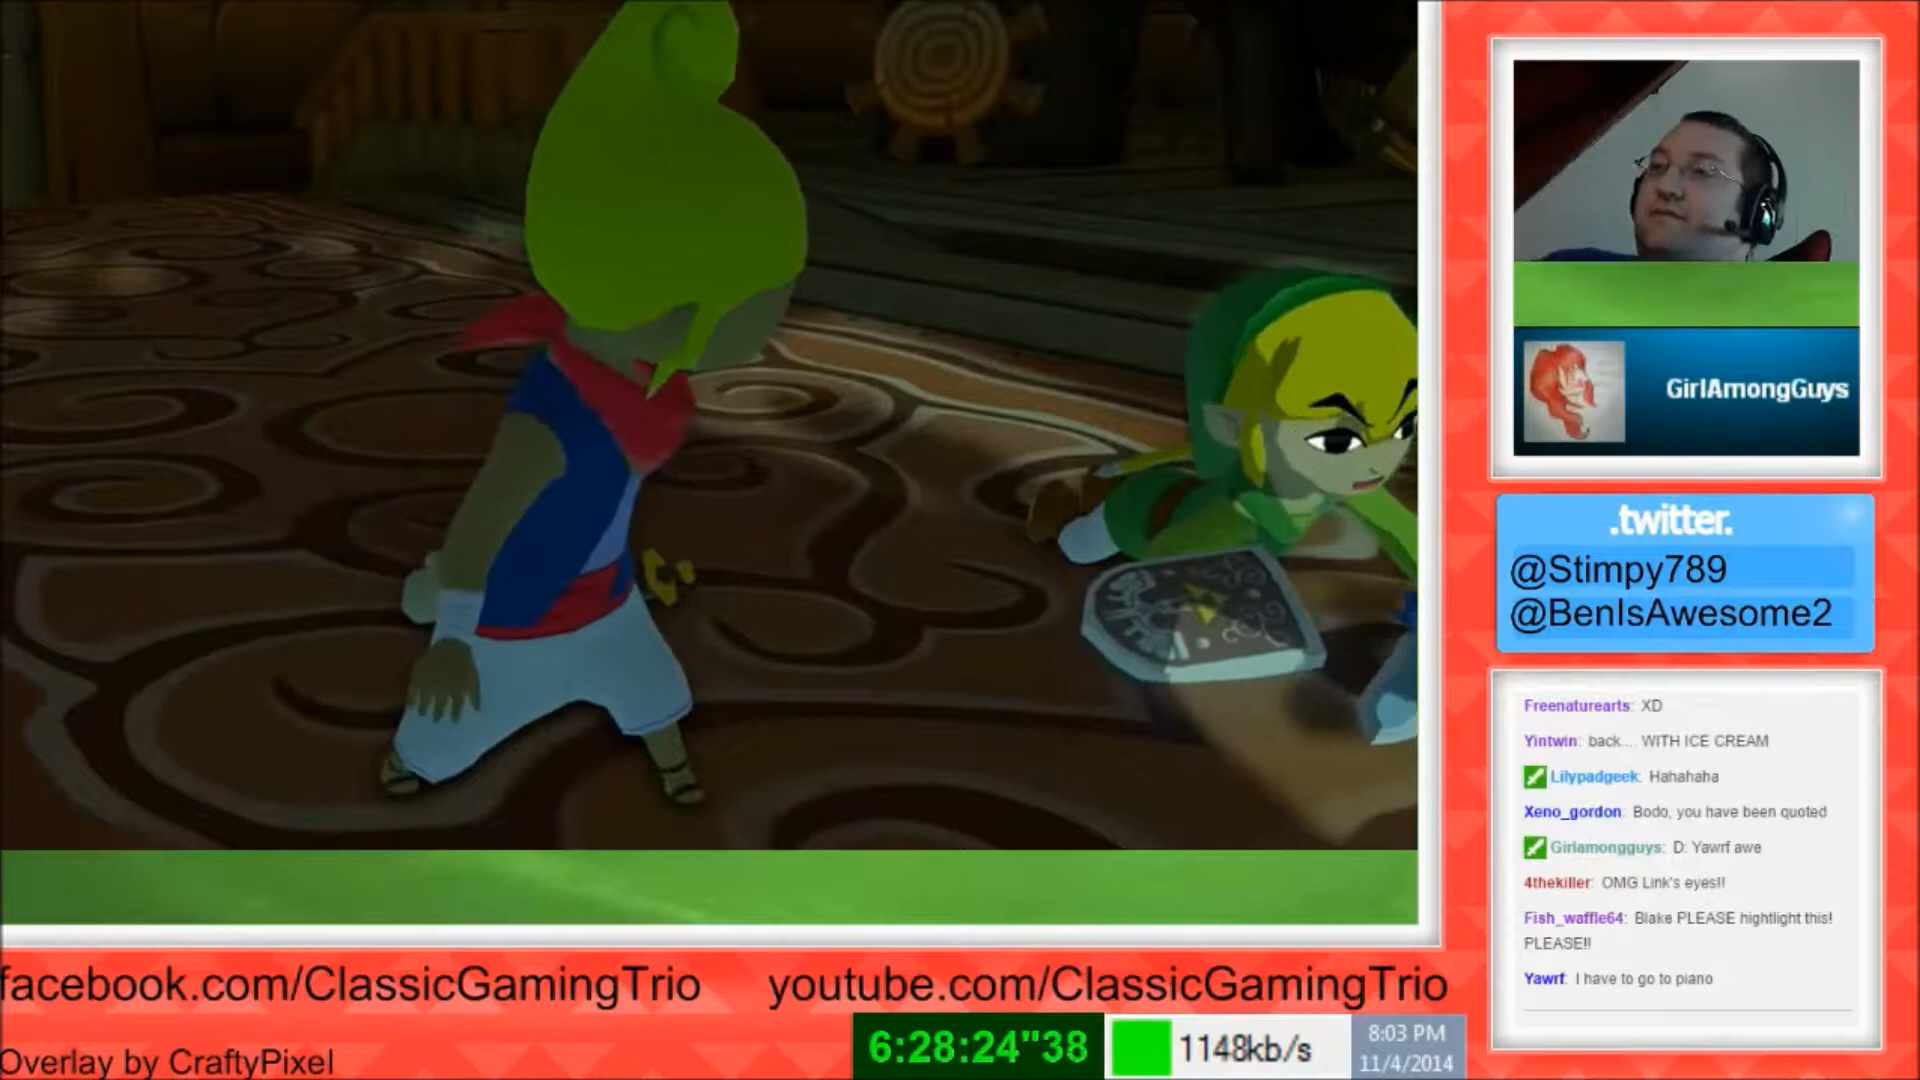 GirlAmongGuys
.twitter.
@Stimpy789
@BenIsAwesome2
Freenaturearts: XD
Yintwin: back.... WITH ICE CREAM
Lilypadgeek: Hahahaha
Xeno_gordon: Bodo, you have been quoted
Girlamongguys: D: Yawrf awe
4thekiller: OMG Link's eyes!!
Fish_waffle64: Blake PLEASE hightlight this!
PLEASE!!
Yawrf: I have to go to piano
facebook.com/ClassicGamingTrio
youtube.com/ClassicGamingTrio
6:28:24"38
1148kb/s
8:03 PM
11/4/2014
Overlay by CraftyPixel